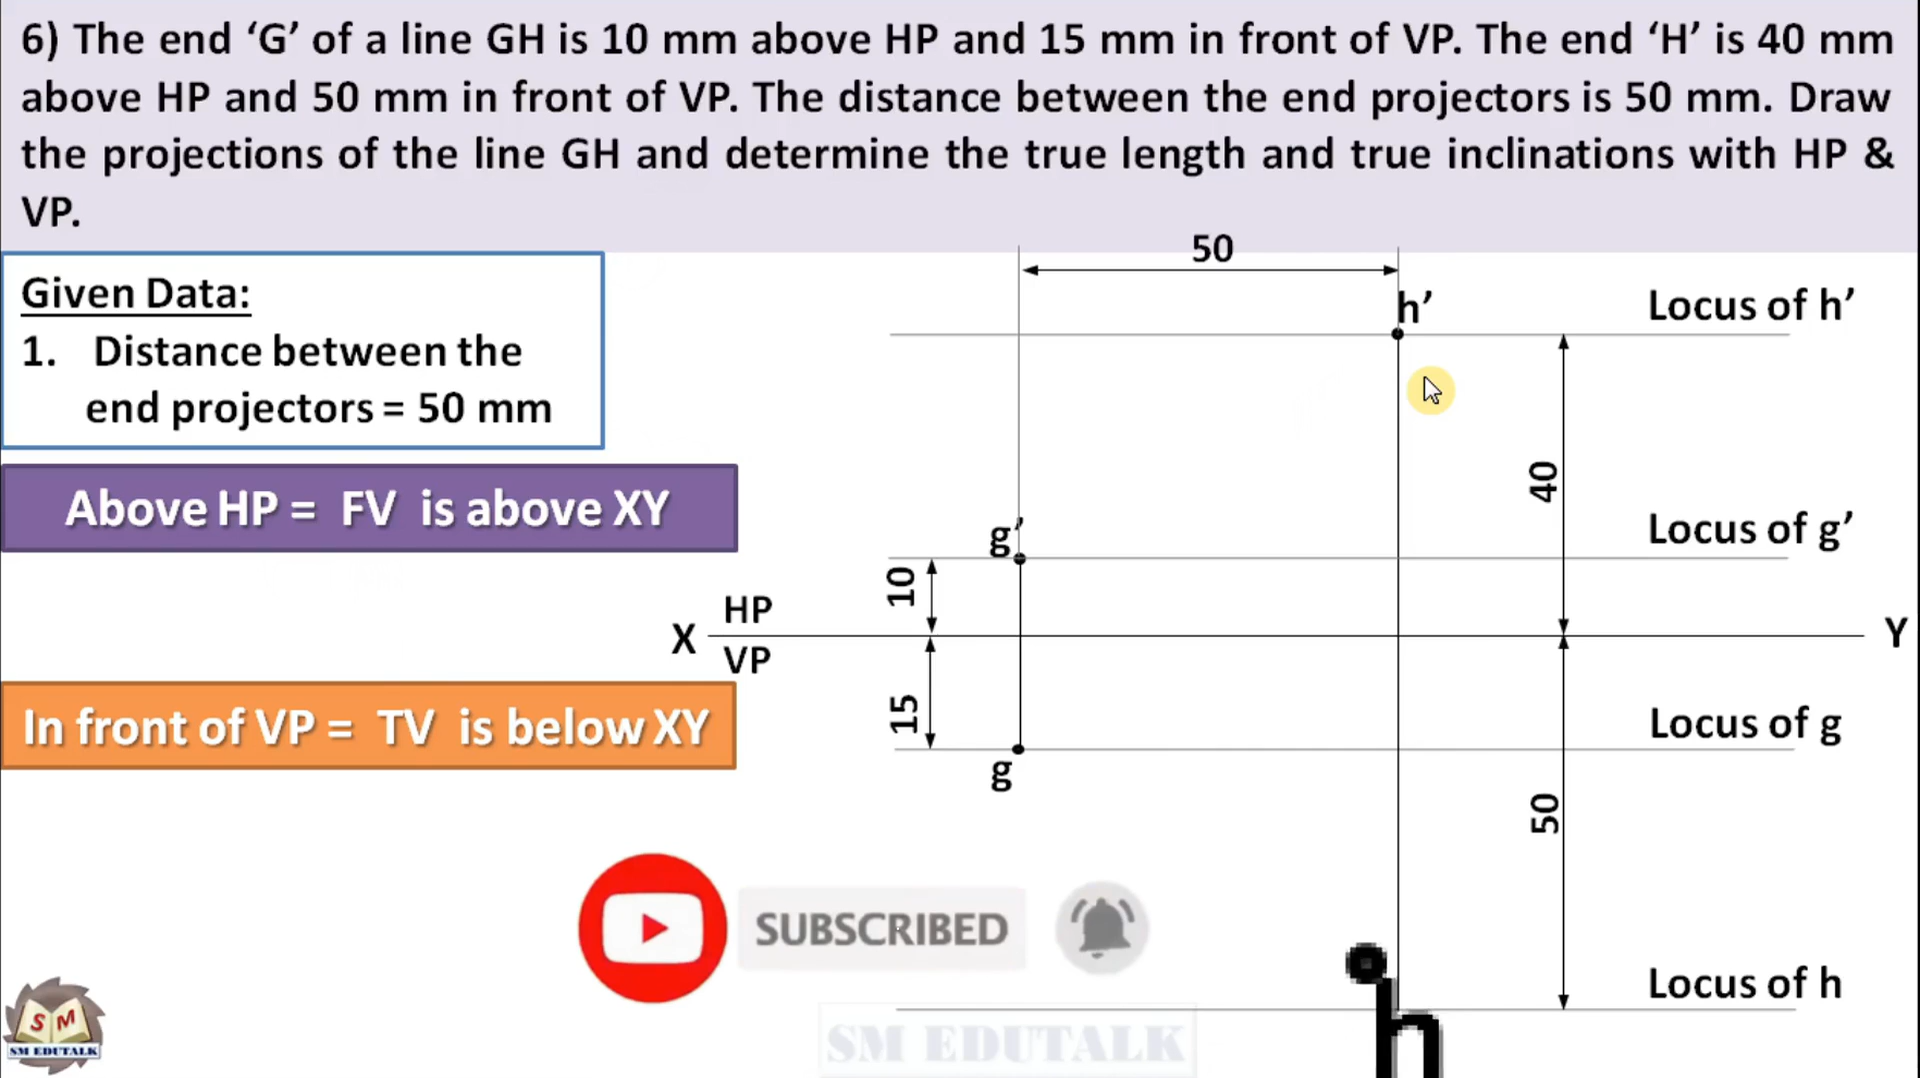 6) The end ‘G’ of a line GH is 10 mm above HP and 15 mm in front of VP. The end ‘H’ is 40 mm
above HP and 50 mm in front of VP. The distance between the end projectors is 50 mm. Draw
the projections of the line GH and determine the true length and true inclinations with HP &
VP.
50
Given Data:
h’
Locus of h’
1. Distance between the
end projectors = 50 mm
40
Above HP = FV is above XY
g’
Locus of g’
10
HP
X
Y
VP
In front of VP = TV is below XY
15
Locus of g
g
50
SUBSCRIBED
Locus of h
h
S M
SM EDUTALK
SM EDUTALK